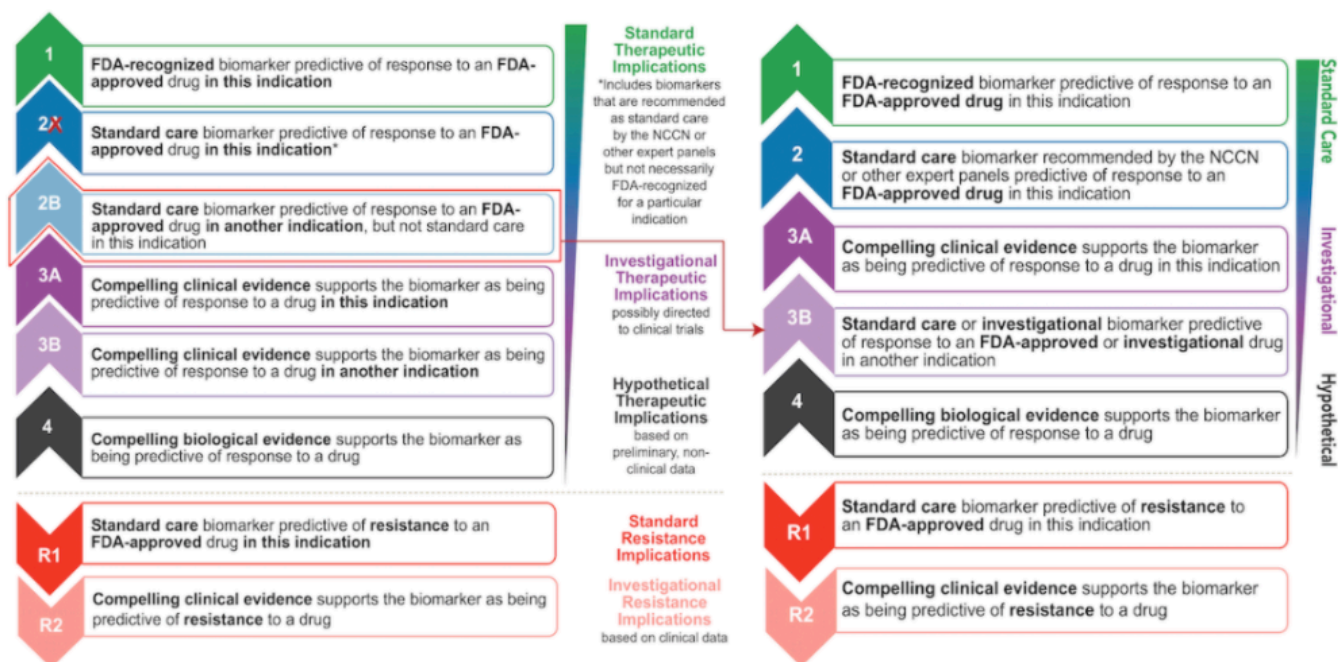 1
FDA-recognized biomarker predictive of response to an FDA-
approved drug in this indication
2A
Standard care biomarker predictive of response to an FDA-
approved drug in this indication*
2B
Standard care biomarker predictive of response to an FDA-
approved drug in another indication, but not standard care
in this indication
3A
Compelling clinical evidence supports the biomarker as being
predictive of response to a drug in this indication
3B
Compelling clinical evidence supports the biomarker as being
predictive of response to a drug in another indication
4
Compelling biological evidence supports the biomarker as
being predictive of response to a drug
R1
Standard care biomarker predictive of resistance to an
FDA-approved drug in this indication
R2
Compelling clinical evidence supports the biomarker as being
predictive of resistance to a drug
Standard
Therapeutic
Implications
*Includes biomarkers
that are recommended
as standard care
by the NCCN or
other expert panels
but not necessarily
FDA-recognized
for a particular
indication
Investigational
Therapeutic
Implications
possibly directed
to clinical trials
Hypothetical
Therapeutic
Implications
based on
preliminary, non-
clinical data
Standard
Resistance
Implications
Investigational
Resistance
Implications
based on clinical data
1
FDA-recognized biomarker predictive of response to an
FDA-approved drug in this indication
2
Standard care biomarker recommended by the NCCN
or other expert panels predictive of response to an
FDA-approved drug in this indication
3A
Compelling clinical evidence supports the biomarker
as being predictive of response to a drug in this indication
3B
Standard care or investigational biomarker predictive
of response to an FDA-approved or investigational drug
in another indication
4
Compelling biological evidence supports the biomarker
as being predictive of response to a drug
R1
Standard care biomarker predictive of resistance to
an FDA-approved drug in this indication
R2
Compelling clinical evidence supports the biomarker
as being predictive of resistance to a drug
Standard Care
Investigational
Hypothetical